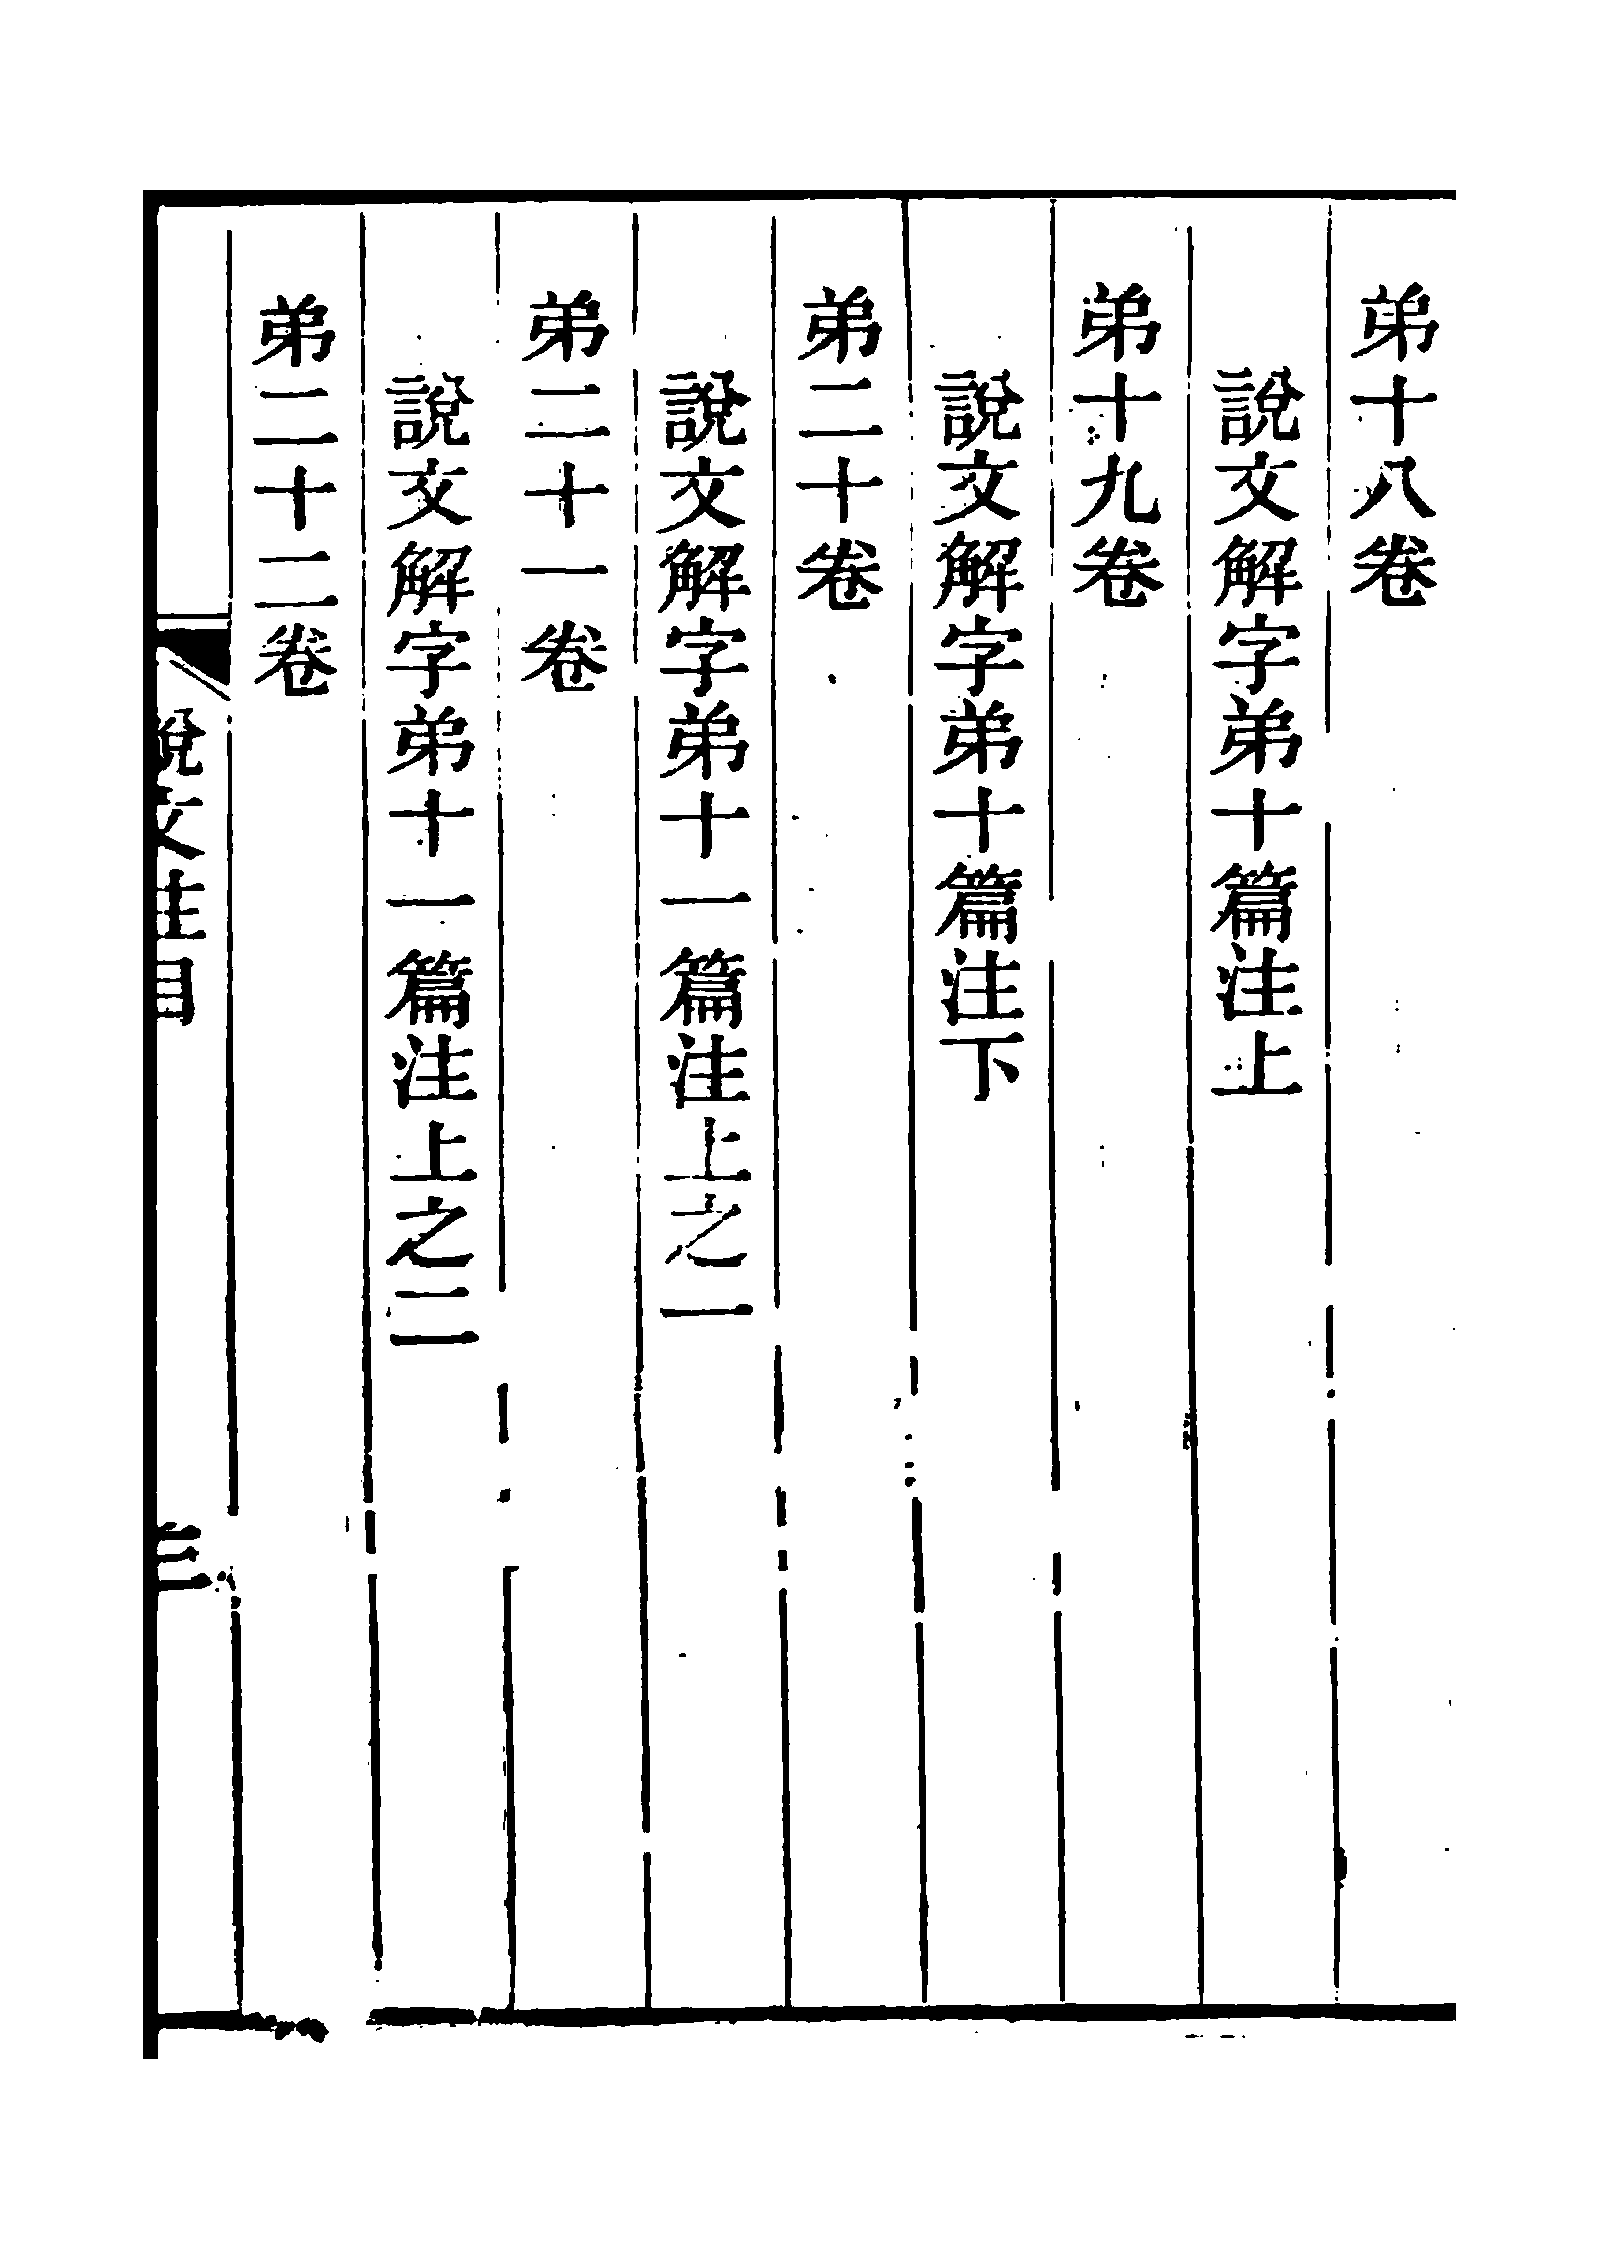 弟十八卷
說文解字弟十篇注上
弟十九卷
說文解字弟十篇注下
弟二十卷
說文解字弟十一篇注上之一
弟二十一卷
說文解字弟十一篇注上之二
弟二十二卷
說文注目
三